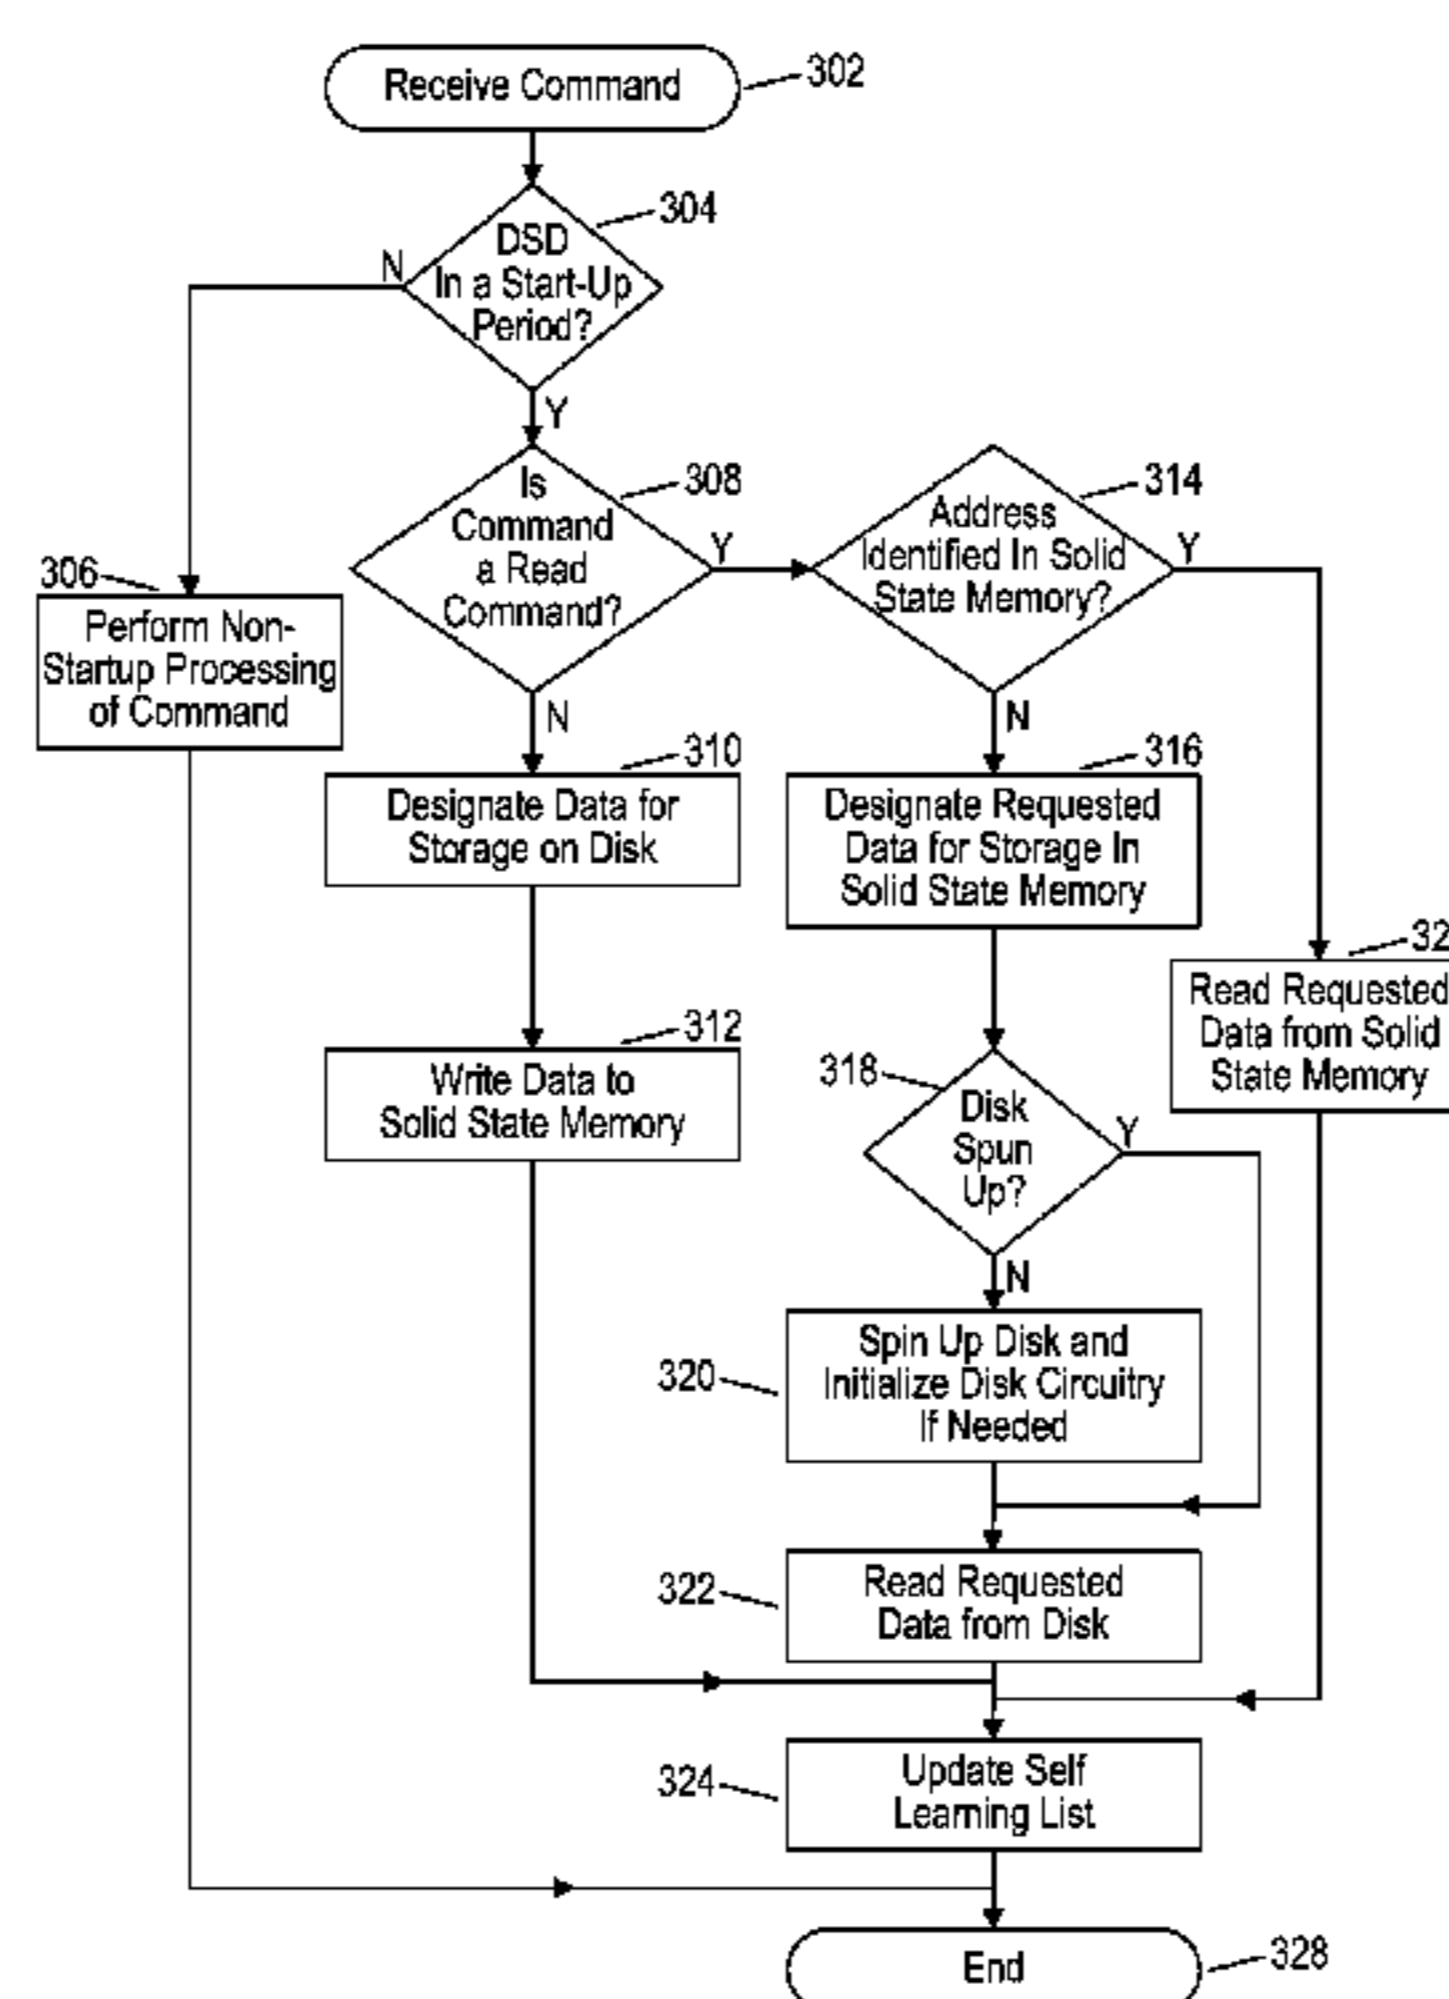 Receive Command
302
304
DSD
In a Start-Up
Period?
N
Y
308
Is
Command
a Read
Command?
Y
N
314
Address
Identified In Solid
State Memory?
Y
N
306
Perform Non-
Startup Processing
of Command
310
Designate Data for
Storage on Disk
316
Designate Requested
Data for Storage In
Solid State Memory
32
Read Requested
Data from Solid
State Memory
312
Write Data to
Solid State Memory
318
Disk
Spun
Up?
Y
N
320
Spin Up Disk and
Initialize Disk Circuitry
If Needed
322
Read Requested
Data from Disk
324
Update Self
Learning List
End
328